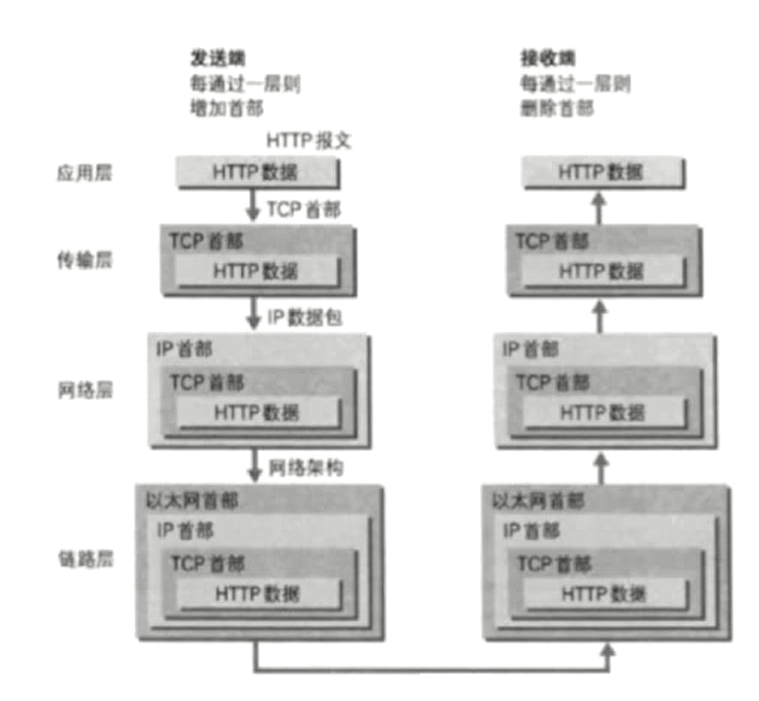 发送端
每通过一层则
增加首部
接收端
每通过一层则
删除首部
HTTP 报文
应用层
HTTP 数据
HTTP 数据
TCP 首部
传输层
TCP 首部
HTTP 数据
TCP 首部
HTTP 数据
IP 数据包
网络层
IP 首部
TCP 首部
HTTP 数据
IP 首部
TCP 首部
HTTP 数据
网络架构
链路层
以太网首部
IP 首部
TCP 首部
HTTP 数据
以太网首部
IP 首部
TCP 首部
HTTP 数据